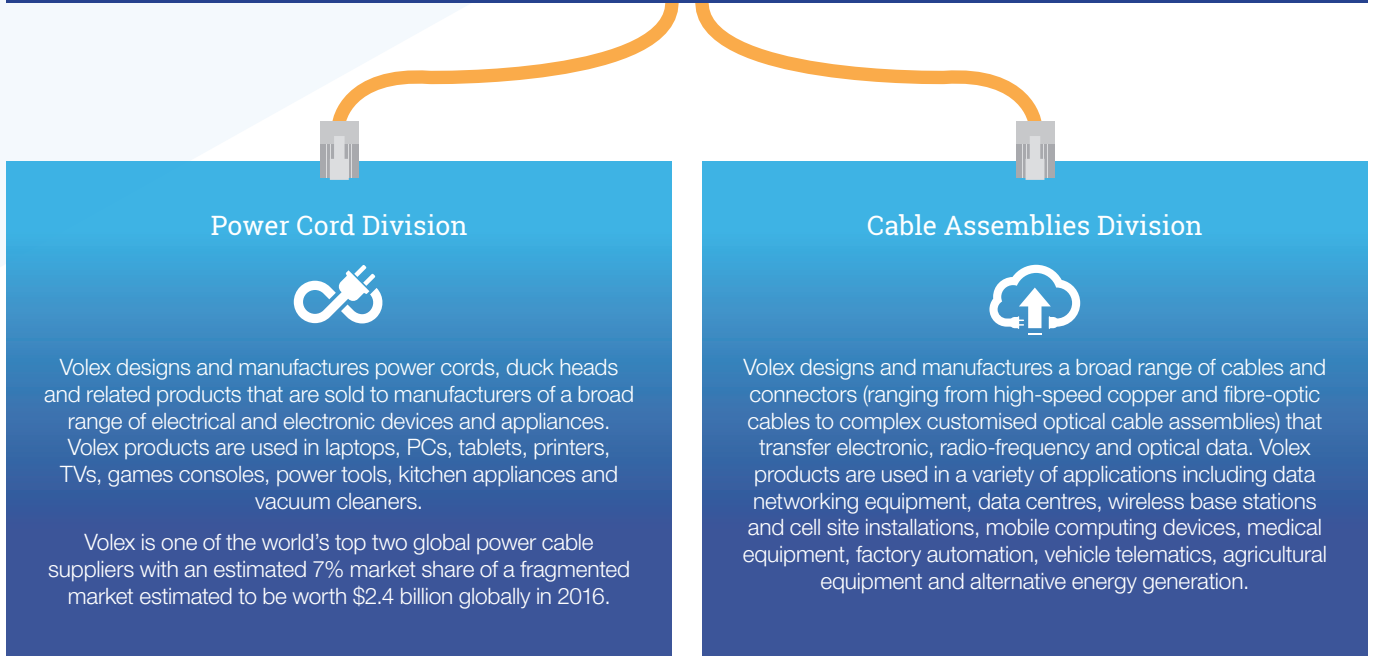 Power Cord Division
Volex designs and manufactures power cords, duck heads
and related products that are sold to manufacturers of a broad
range of electrical and electronic devices and appliances.
Volex products are used in laptops, PCs, tablets, printers,
TVs, games consoles, power tools, kitchen appliances and
vacuum cleaners.
Volex is one of the world’s top two global power cable
suppliers with an estimated 7% market share of a fragmented
market estimated to be worth $2.4 billion globally in 2016.
Cable Assemblies Division
Volex designs and manufactures a broad range of cables and
connectors (ranging from high-speed copper and fibre-optic
cables to complex customised optical cable assemblies) that
transfer electronic, radio-frequency and optical data. Volex
products are used in a variety of applications including data
networking equipment, data centres, wireless base stations
and cell site installations, mobile computing devices, medical
equipment, factory automation, vehicle telematics, agricultural
equipment and alternative energy generation.